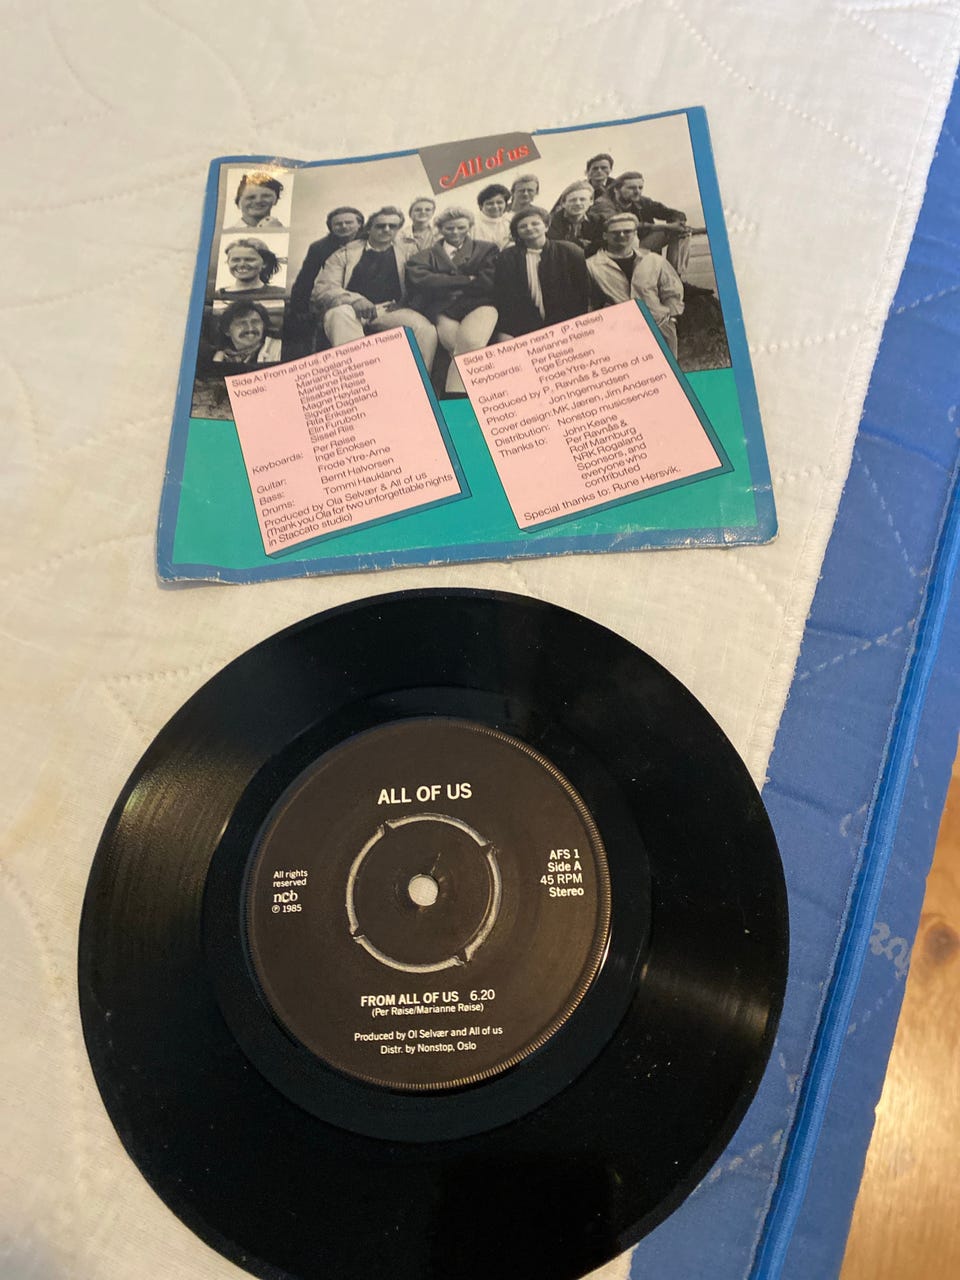 All of us
Side A: From all of us. (P. Røise/M. Røise)
Vocals: Jon Dagsland
Mariann Gundersen
Marianne Røise
Elisabeth Røise
Magne Høyland
Sigvart Dagsland
Rita Eriksen
Elin Furubotn
Sissel Riis
Keyboards: Per Røise
Inge Enoksen
Frode Ytre-Arne
Guitar: Bernt Halvorsen
Bass: Tommi Haukland
Drums:
Produced by Ola Selvær & All of us
(Thank you Ola for two unforgettable nights
in Staccato studio)
Side B: Maybe next? (P. Røise)
Vocal: Marianne Røise
Keyboards: Per Røise
Inge Enoksen
Guitar: Frode Ytre-Arne
Produced by P. Ravnås & Some of us
Photo: Jon Ingemundsen
Cover design: MK Jæren, Jim Andersen
Distribution: Nonstop musicservice
Thanks to: John Keane
Per Ravnås &
Rolf Mamburg
NRK Rogaland
Sponsors, and
everyone who
contributed
Special thanks to: Rune Hersvik.
ALL OF US
All rights
reserved
ncb
℗ 1985
AFS 1
Side A
45 RPM
Stereo
FROM ALL OF US 6.20
(Per Røise/Marianne Røise)
Produced by Ol Selvær and All of us
Distr. by Nonstop, Oslo